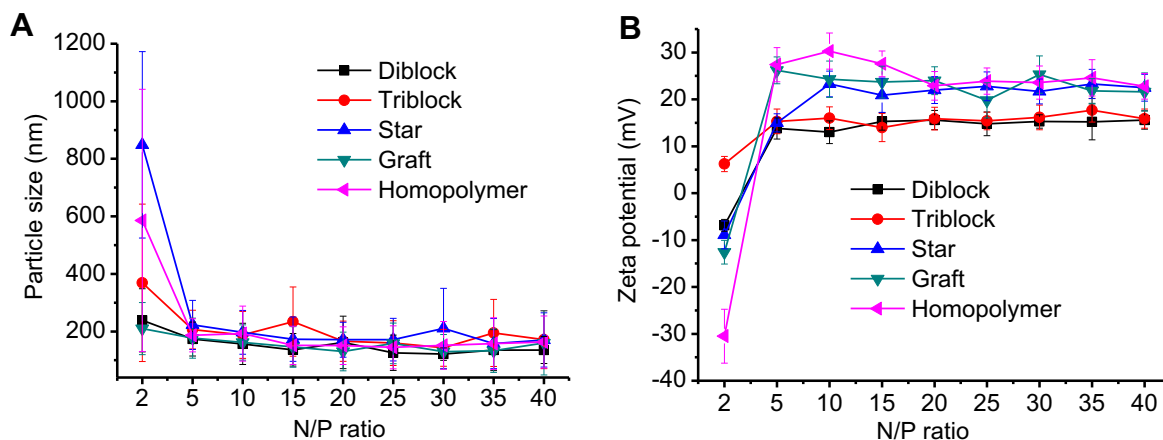 A
Particle size (nm)
1200
1000
800
600
400
200
Diblock
Triblock
Star
Graft
Homopolymer
2 5 10 15 20 25 30 35 40
N/P ratio
B
Zeta potential (mV)
30
20
10
0
-10
-20
-30
-40
Diblock
Triblock
Star
Graft
Homopolymer
2 5 10 15 20 25 30 35 40
N/P ratio